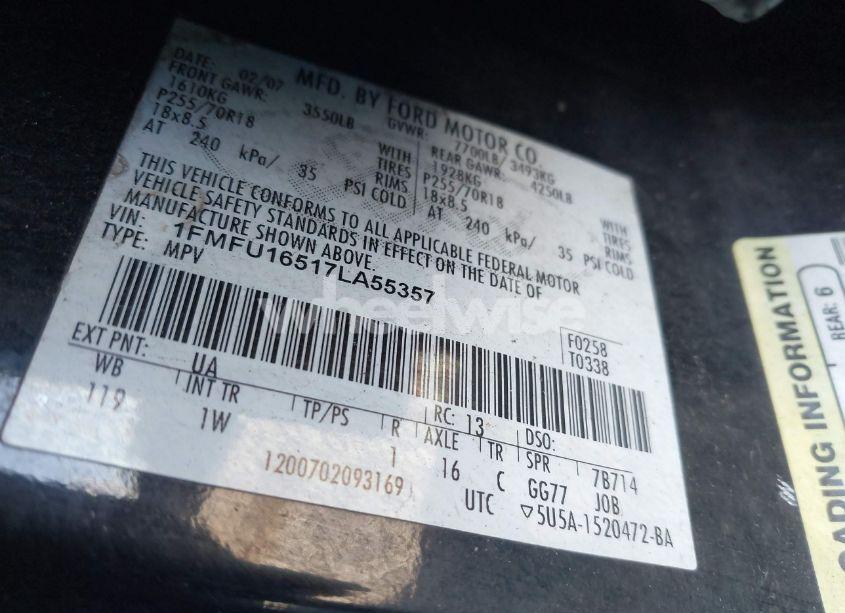 MFD. BY FORD MOTOR CO.
DATE: 02/07 GVWR: 7700LB/ 3493KG
FRONT GAWR: 3550LB REAR GAWR: 4250LB
1610KG WITH 1928KG WITH
P255/70R18 TIRES P255/70R18 TIRES
18x8.5 RIMS 18x8.5 RIMS
AT 240 kPa/ 35 PSI COLD AT 240 kPa/ 35 PSI COLD
THIS VEHICLE CONFORMS TO ALL APPLICABLE FEDERAL MOTOR
VEHICLE SAFETY STANDARDS IN EFFECT ON THE DATE OF
MANUFACTURE SHOWN ABOVE.
VIN: 1FMFU16517LA55357
TYPE: MPV
F0258
T0338
EXT PNT: UA RC: 13 DSO:
WB INT TR TP/PS R AXLE TR SPR 7B714
119 1W 1 16 C GG77 JOB
1200702093169 UTC ▽5U5A-1520472-BA
wheelwise
REAR: 6
OADING INFORMATION